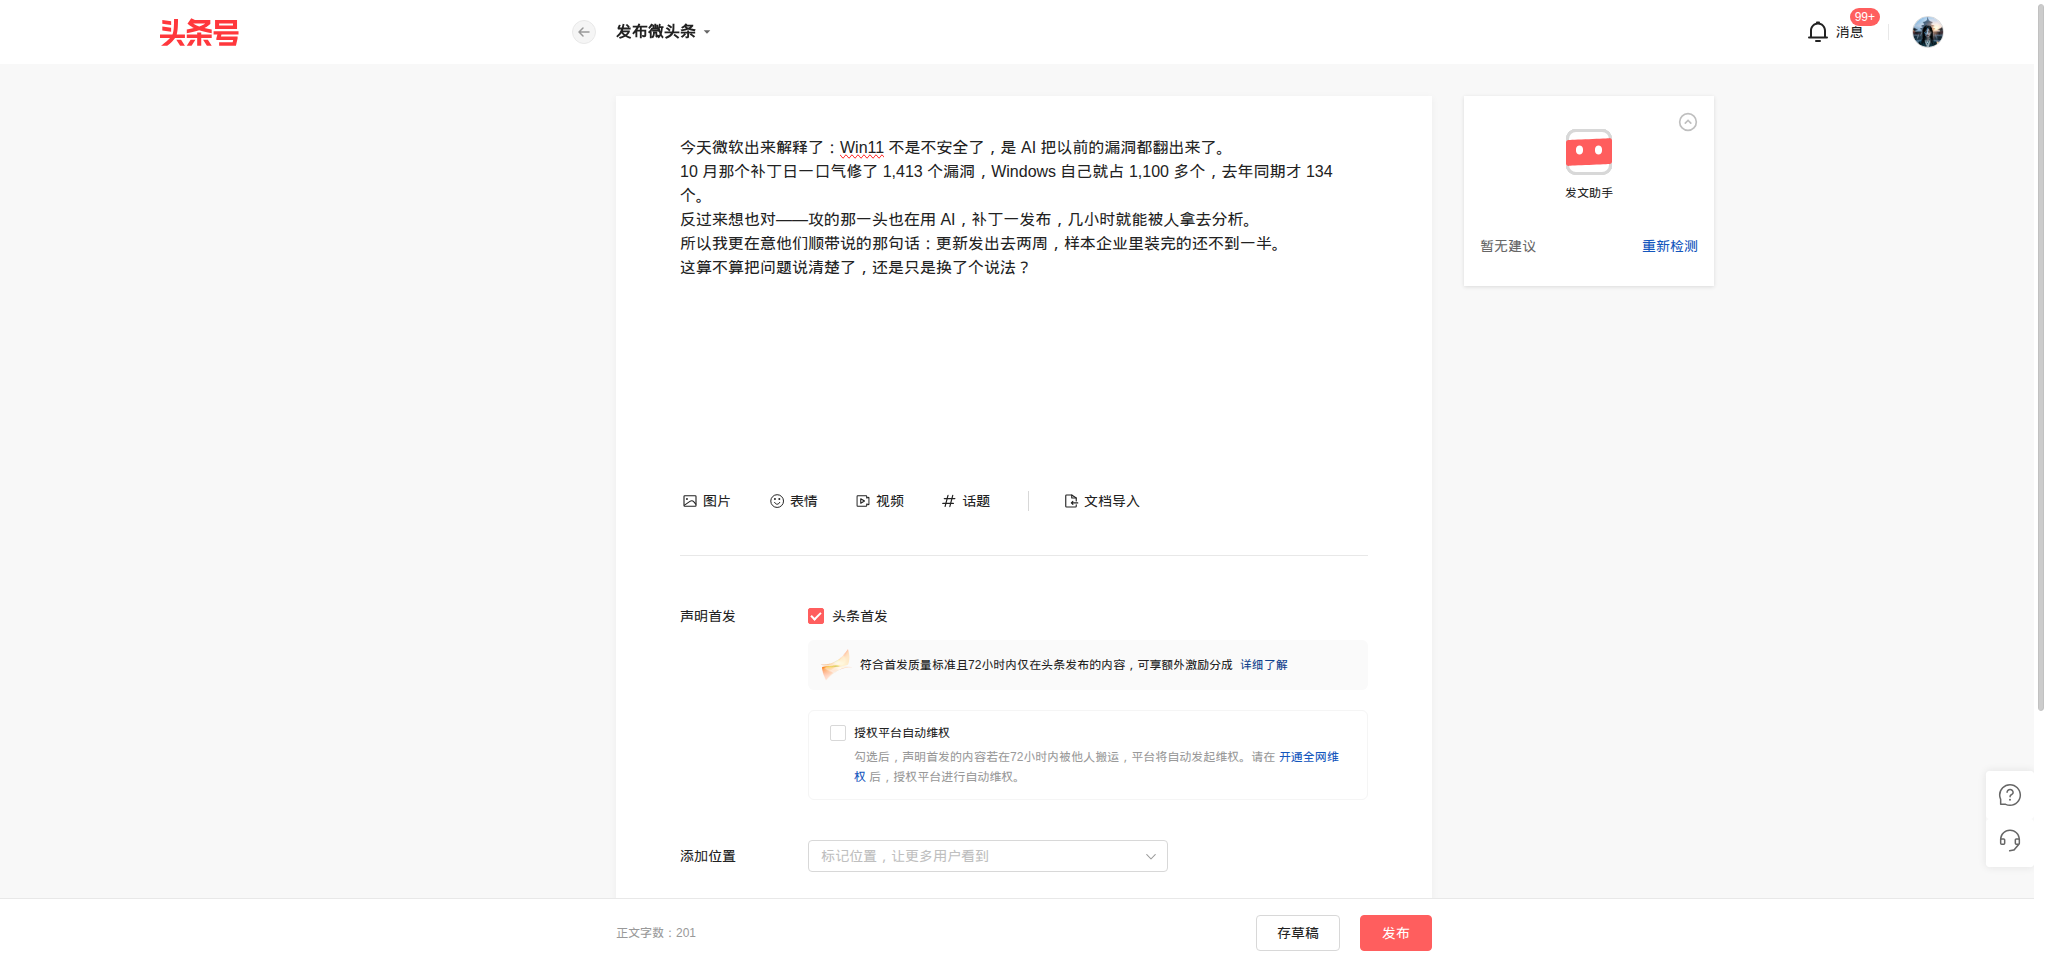 头条号
发布微头条
消息
99+
今天微软出来解释了：Win11 不是不安全了，是 AI 把以前的漏洞都翻出来了。
10 月那个补丁日一口气修了 1,413 个漏洞，Windows 自己就占 1,100 多个，去年同期才 134
个。
反过来想也对——攻的那一头也在用 AI，补丁一发布，几小时就能被人拿去分析。
所以我更在意他们顺带说的那句话：更新发出去两周，样本企业里装完的还不到一半。
这算不算把问题说清楚了，还是只是换了个说法？
发文助手
暂无建议
重新检测
图片
表情
视频
# 话题
文档导入
声明首发
头条首发
符合首发质量标准且72小时内仅在头条发布的内容，可享额外激励分成 详细了解
授权平台自动维权
勾选后，声明首发的内容若在72小时内被他人搬运，平台将自动发起维权。请在 开通全网维
权 后，授权平台进行自动维权。
添加位置
标记位置，让更多用户看到
正文字数：201
存草稿
发布